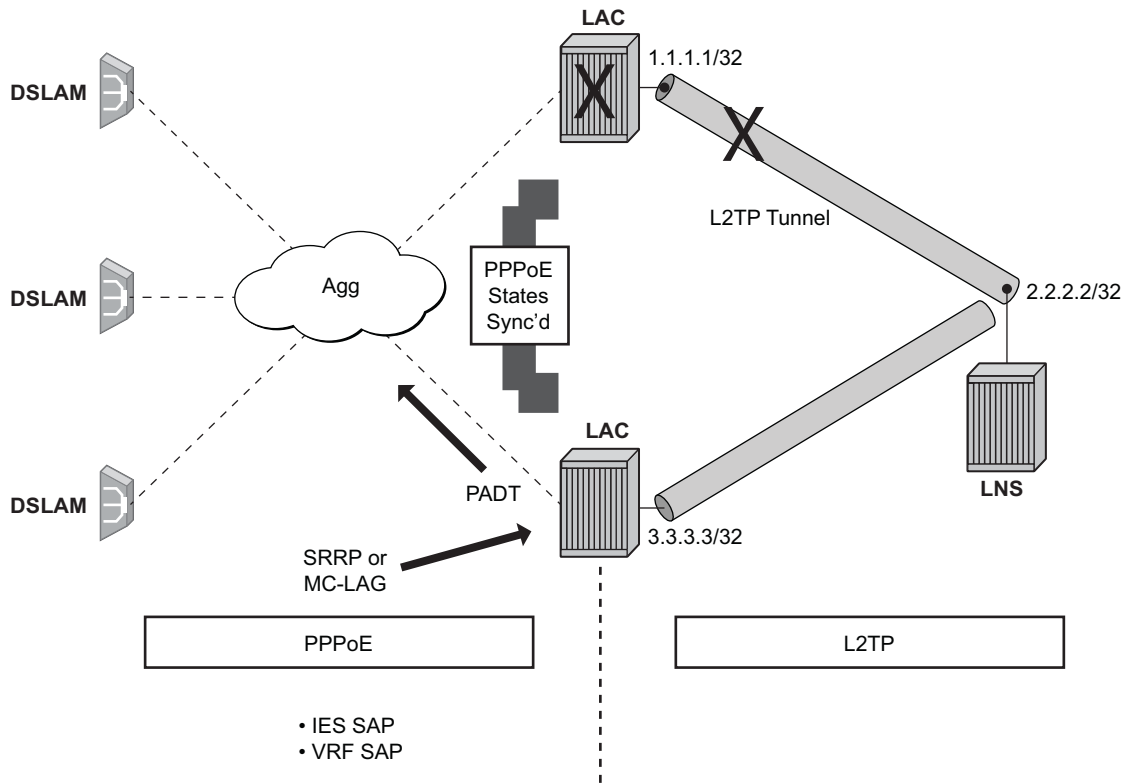 LAC
1.1.1.1/32
DSLAM
X
X
L2TP Tunnel
PPPoE
States
Sync'd
Agg
DSLAM
2.2.2.2/32
LAC
PADT
LNS
DSLAM
3.3.3.3/32
SRRP or
MC-LAG
PPPoE
L2TP
• IES SAP
• VRF SAP